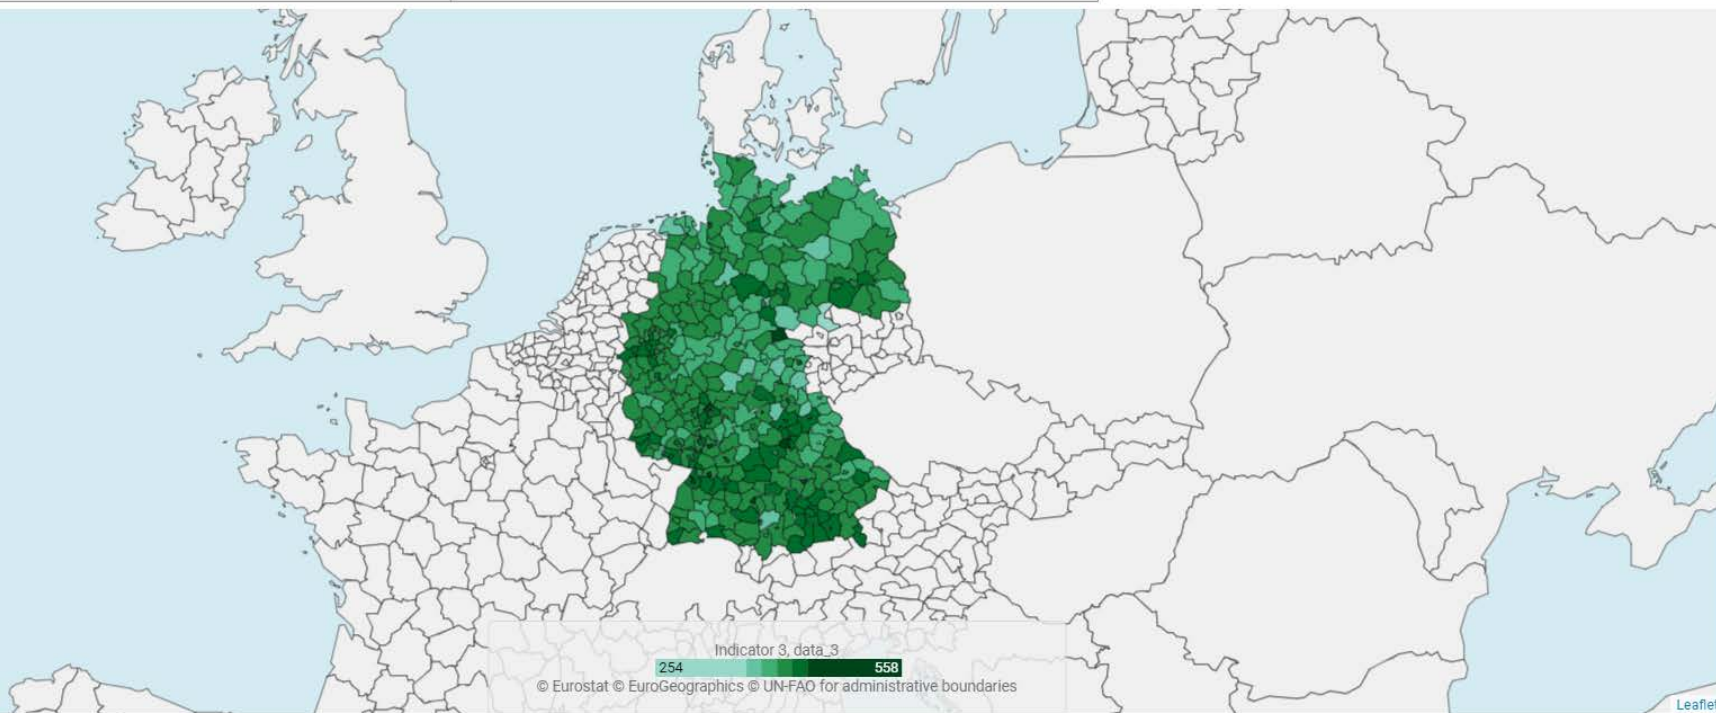 Indicator 3, data_3
254 558
© Eurostat © EuroGeographics © UN-FAO for administrative boundaries
Leaflet